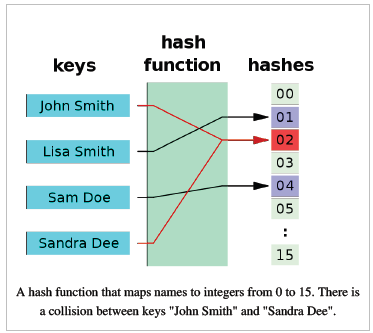 keys
hash
function
hashes
John Smith
Lisa Smith
Sam Doe
Sandra Dee
00
01
02
03
04
05
:
15
A hash function that maps names to integers from 0 to 15. There is
a collision between keys "John Smith" and "Sandra Dee".